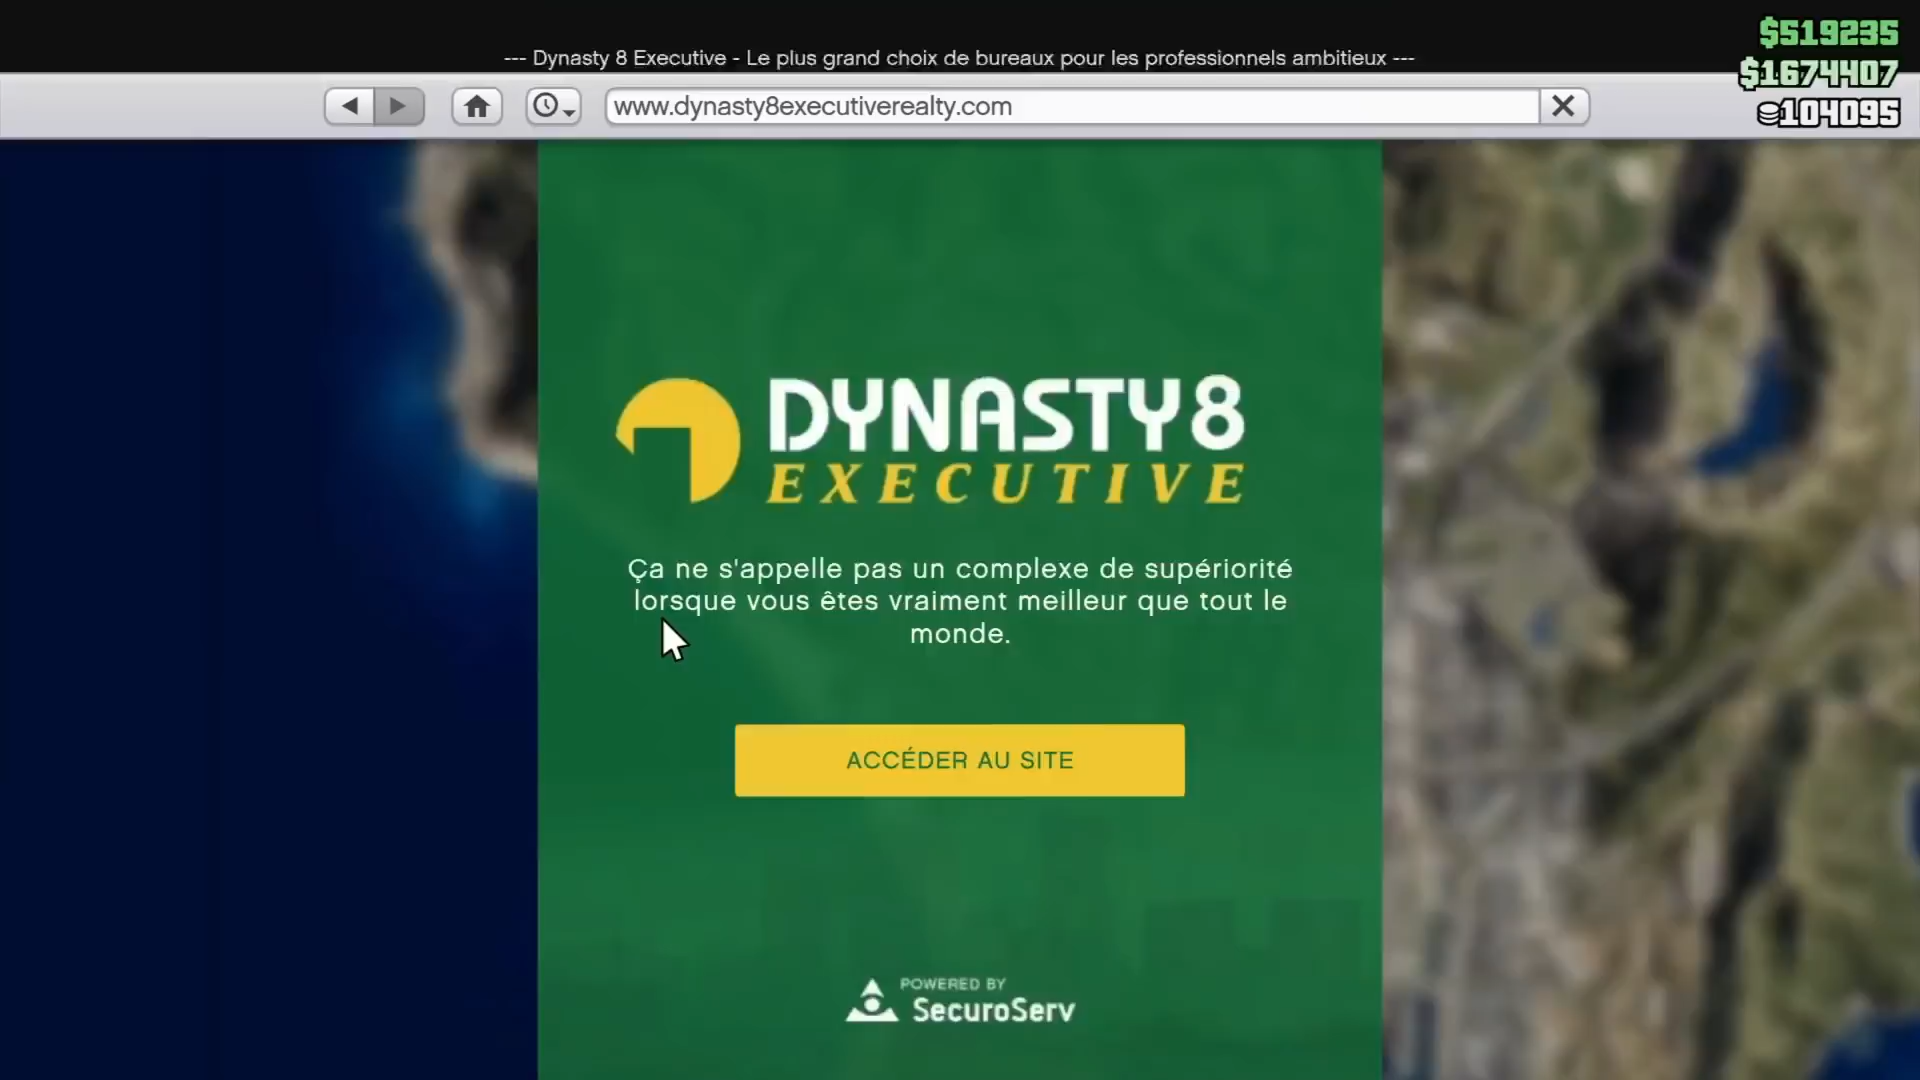 $519235
--- Dynasty 8 Executive - Le plus grand choix de bureaux pour les professionnels ambitieux ---
$1674407
www.dynasty8executiverealty.com
104095
DYNASTY 8
EXECUTIVE
Ça ne s'appelle pas un complexe de supériorité
lorsque vous êtes vraiment meilleur que tout le
monde.
ACCÉDER AU SITE
POWERED BY
SecuroServ